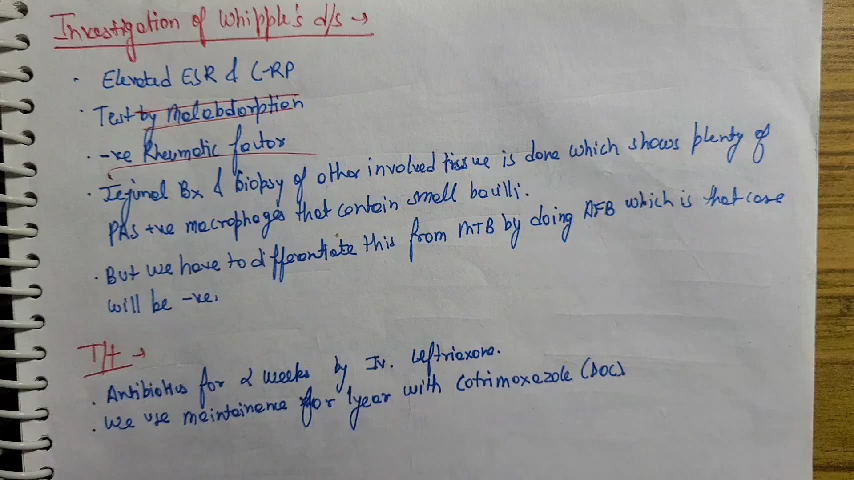 Investigation of Whipple's d/s →
• Elevated ESR & C-RP
• Test by Malabdorption
• -ve Rheumatic factor
• Jejunal Bx & Biopsy of other involved tissue is done which shows plenty of
PAS +ve macrophages that contain small bacilli.
• But we have to differentiate this from MTB by doing AFB which is that case
will be -ve.
T/t →
• Antibiotics for 2 weeks by Iv. Ceftriaxone.
• We use maintainence for 1year with Cotrimoxazole (DOC)